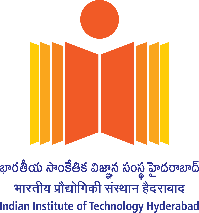 భారతీయ సాంకేతిక విజ్ఞాన సంస్థ హైదరాబాద్
भारतीय प्रौद्योगिकी संस्थान हैदराबाद
Indian Institute of Technology Hyderabad